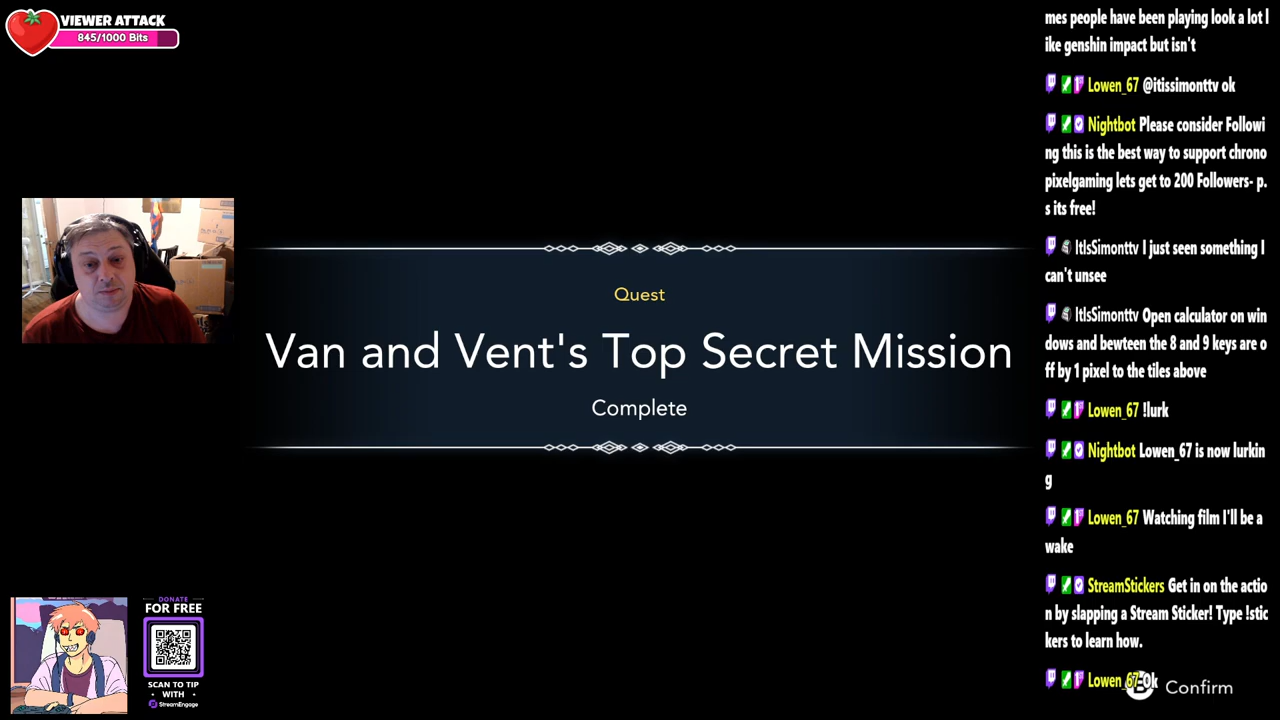 VIEWER ATTACK
845/1000 Bits
Quest
Van and Vent's Top Secret Mission
Complete
DONATE
FOR FREE
SCAN TO TIP
• WITH •
StreamEngage
mes people have been playing look a lot l
ike genshin impact but isn't
Lowen_67 @itissimonttv ok
Nightbot Please consider Followi
ng this is the best way to support chrono
pixelgaming lets get to 200 Followers- p.
s its free!
ItIsSimonttv I just seen something I
can't unsee
ItIsSimonttv Open calculator on win
dows and bewteen the 8 and 9 keys are o
ff by 1 pixel to the tiles above
Lowen_67 !lurk
Nightbot Lowen_67 is now lurkin
g
Lowen_67 Watching film I'll be a
wake
StreamStickers Get in on the actio
n by slapping a Stream Sticker! Type !stic
kers to learn how.
Lowen_67 Ok
Confirm